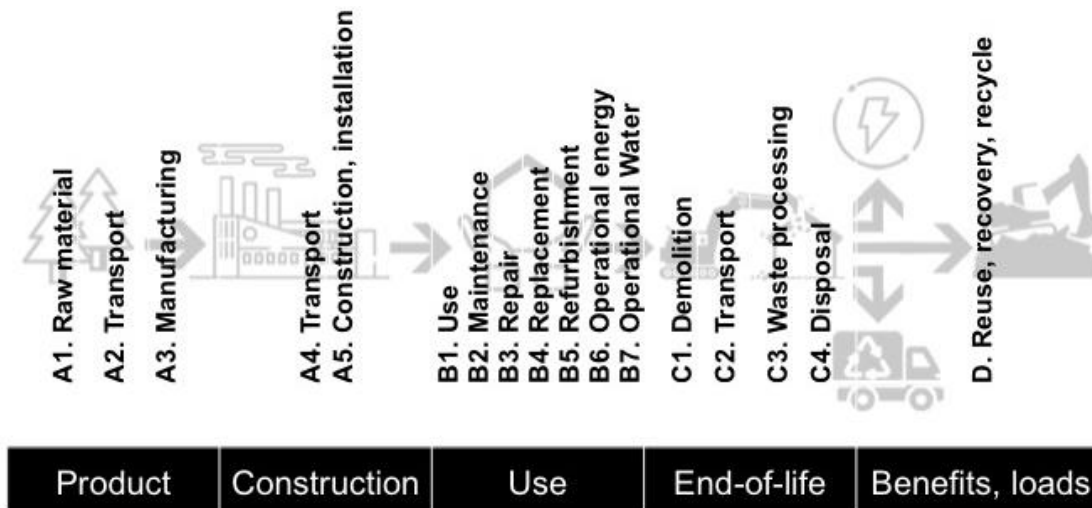 A1. Raw material
A2. Transport
A3. Manufacturing
A4. Transport
A5. Construction, installation
B1. Use
B2. Maintenance
B3. Repair
B4. Replacement
B5. Refurbishment
B6. Operational energy
B7. Operational Water
C1. Demolition
C2. Transport
C3. Waste processing
C4. Disposal
D. Reuse, recovery, recycle
Product
Construction
Use
End-of-life
Benefits, loads